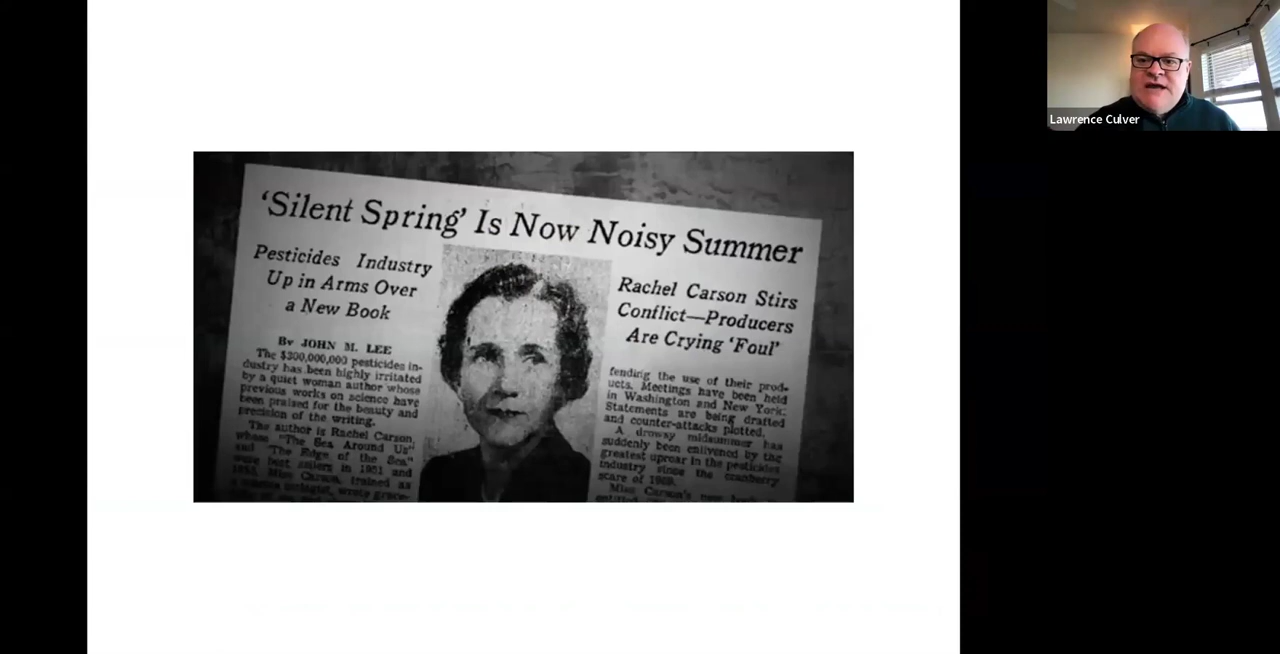 'Silent Spring' Is Now Noisy Summer
Pesticides Industry
Up in Arms Over
a New Book
By JOHN M. LEE
The $300,000,000 pesticides in-
dustry has been highly irritated
by a quiet woman author whose
previous works on science have
been praised for the beauty and
precision of the writing.
The author is Rachel Carson,
whose "The Sea Around Us"
and "The Edge of the Sea"
were best sellers in 1951 and
Miss Carson, trained as
Rachel Carson Stirs
Conflict—Producers
Are Crying 'Foul'
fending the use of their prod-
ucts. Meetings have been held
in Washington and New York.
Statements are being drafted
and counter-attacks plotted.
A drowsy midsummer has
suddenly been enlivened by the
greatest uproar in the pesticides
industry since the cranberry
scare of
Miss Carson's new
Lawrence Culver